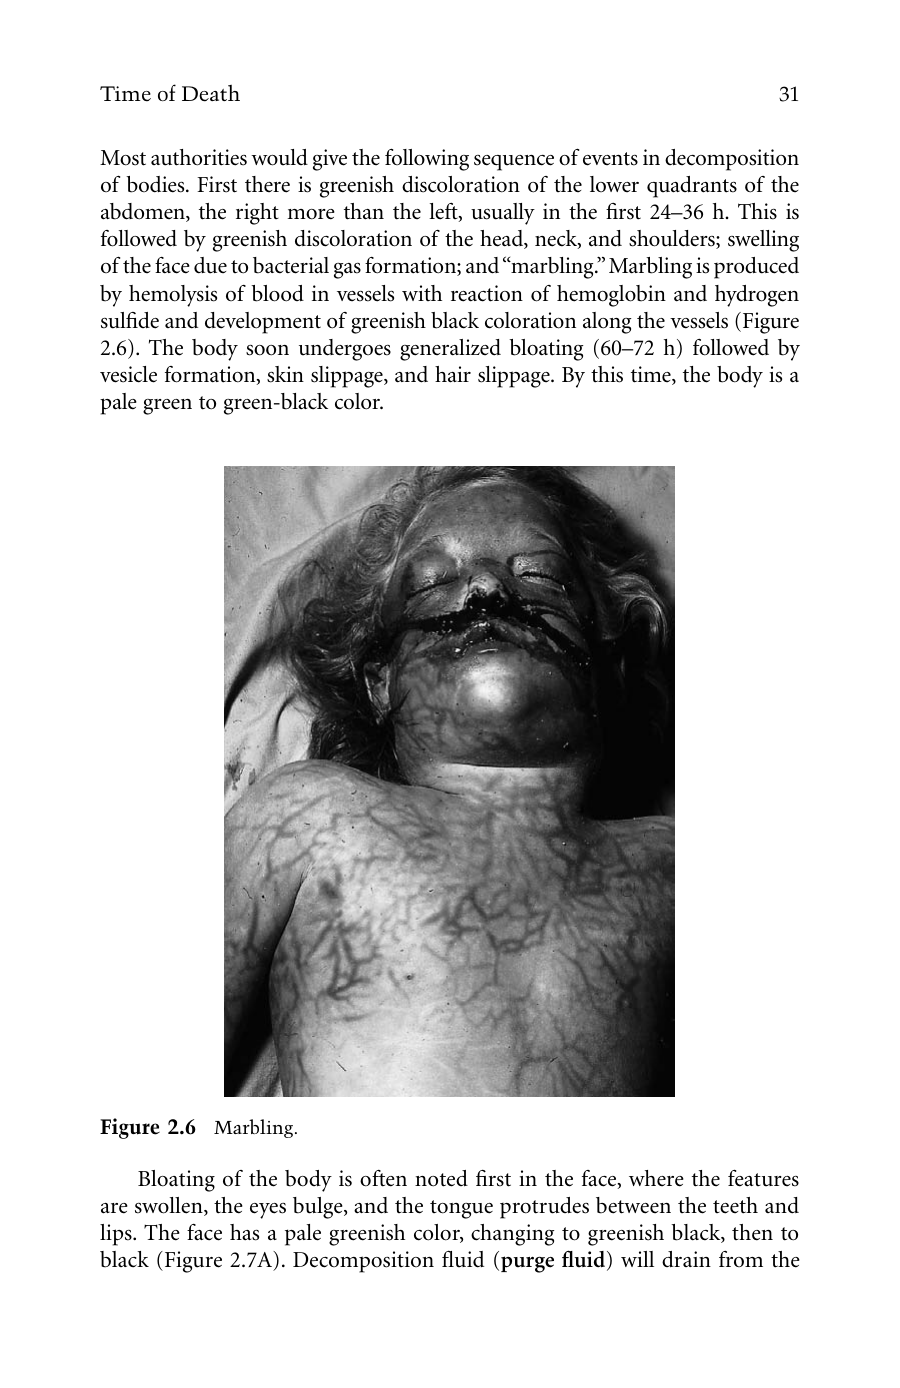 Time of Death 31
Most authorities would give the following sequence of events in decomposition
of bodies. First there is greenish discoloration of the lower quadrants of the
abdomen, the right more than the left, usually in the first 24–36 h. This is
followed by greenish discoloration of the head, neck, and shoulders; swelling
of the face due to bacterial gas formation; and “marbling.” Marbling is produced
by hemolysis of blood in vessels with reaction of hemoglobin and hydrogen
sulfide and development of greenish black coloration along the vessels (Figure
2.6). The body soon undergoes generalized bloating (60–72 h) followed by
vesicle formation, skin slippage, and hair slippage. By this time, the body is a
pale green to green-black color.
Figure 2.6 Marbling.
Bloating of the body is often noted first in the face, where the features
are swollen, the eyes bulge, and the tongue protrudes between the teeth and
lips. The face has a pale greenish color, changing to greenish black, then to
black (Figure 2.7A). Decomposition fluid (purge fluid) will drain from the